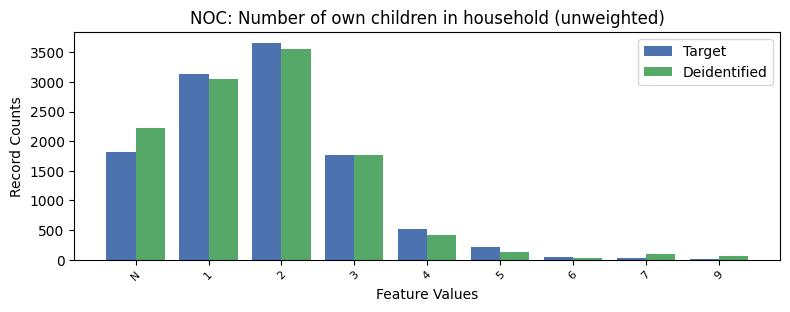 NOC: Number of own children in household (unweighted)
Target
Deidentified
Record Counts
3500
3000
2500
2000
1500
1000
500
0
N
1
2
3
4
5
6
7
9
Feature Values